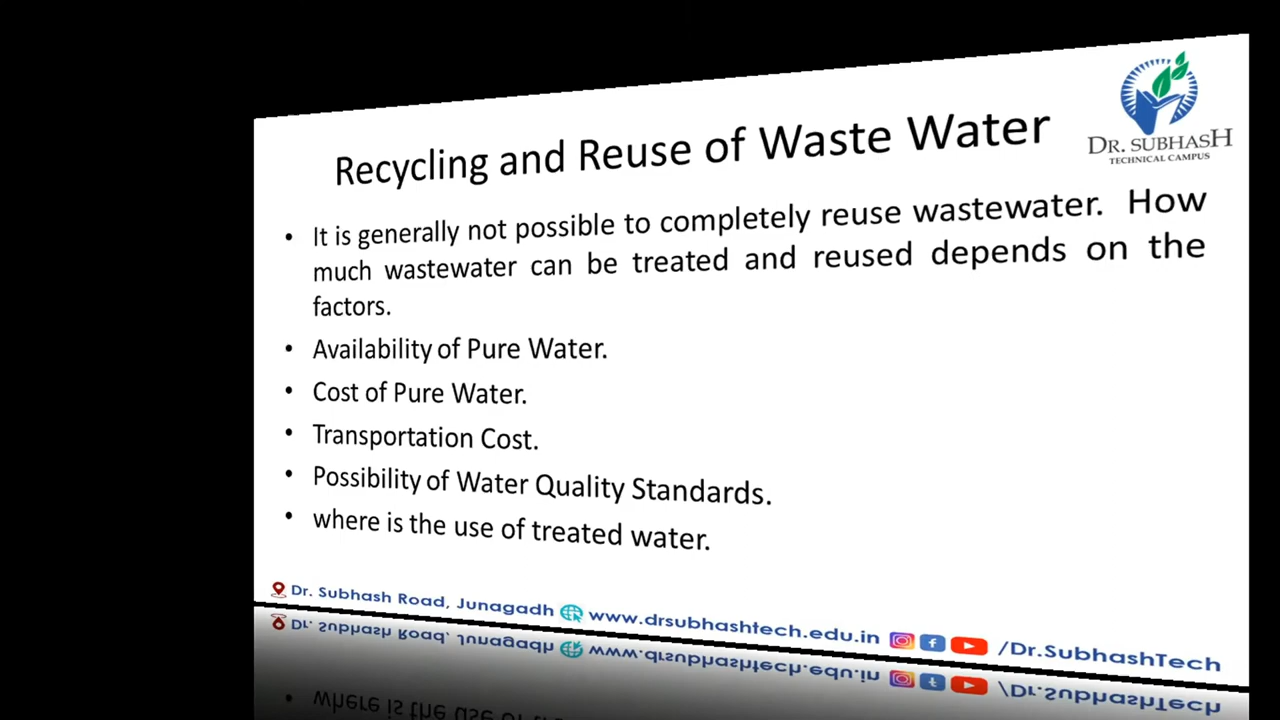 DR. SUBHASH
TECHNICAL CAMPUS
Recycling and Reuse of Waste Water
• It is generally not possible to completely reuse wastewater. How
much wastewater can be treated and reused depends on the
factors.
• Availability of Pure Water.
• Cost of Pure Water.
• Transportation Cost.
• Possibility of Water Quality Standards.
• where is the use of treated water.
Dr. Subhash Road, Junagadh www.drsubhashtech.edu.in /Dr.SubhashTech